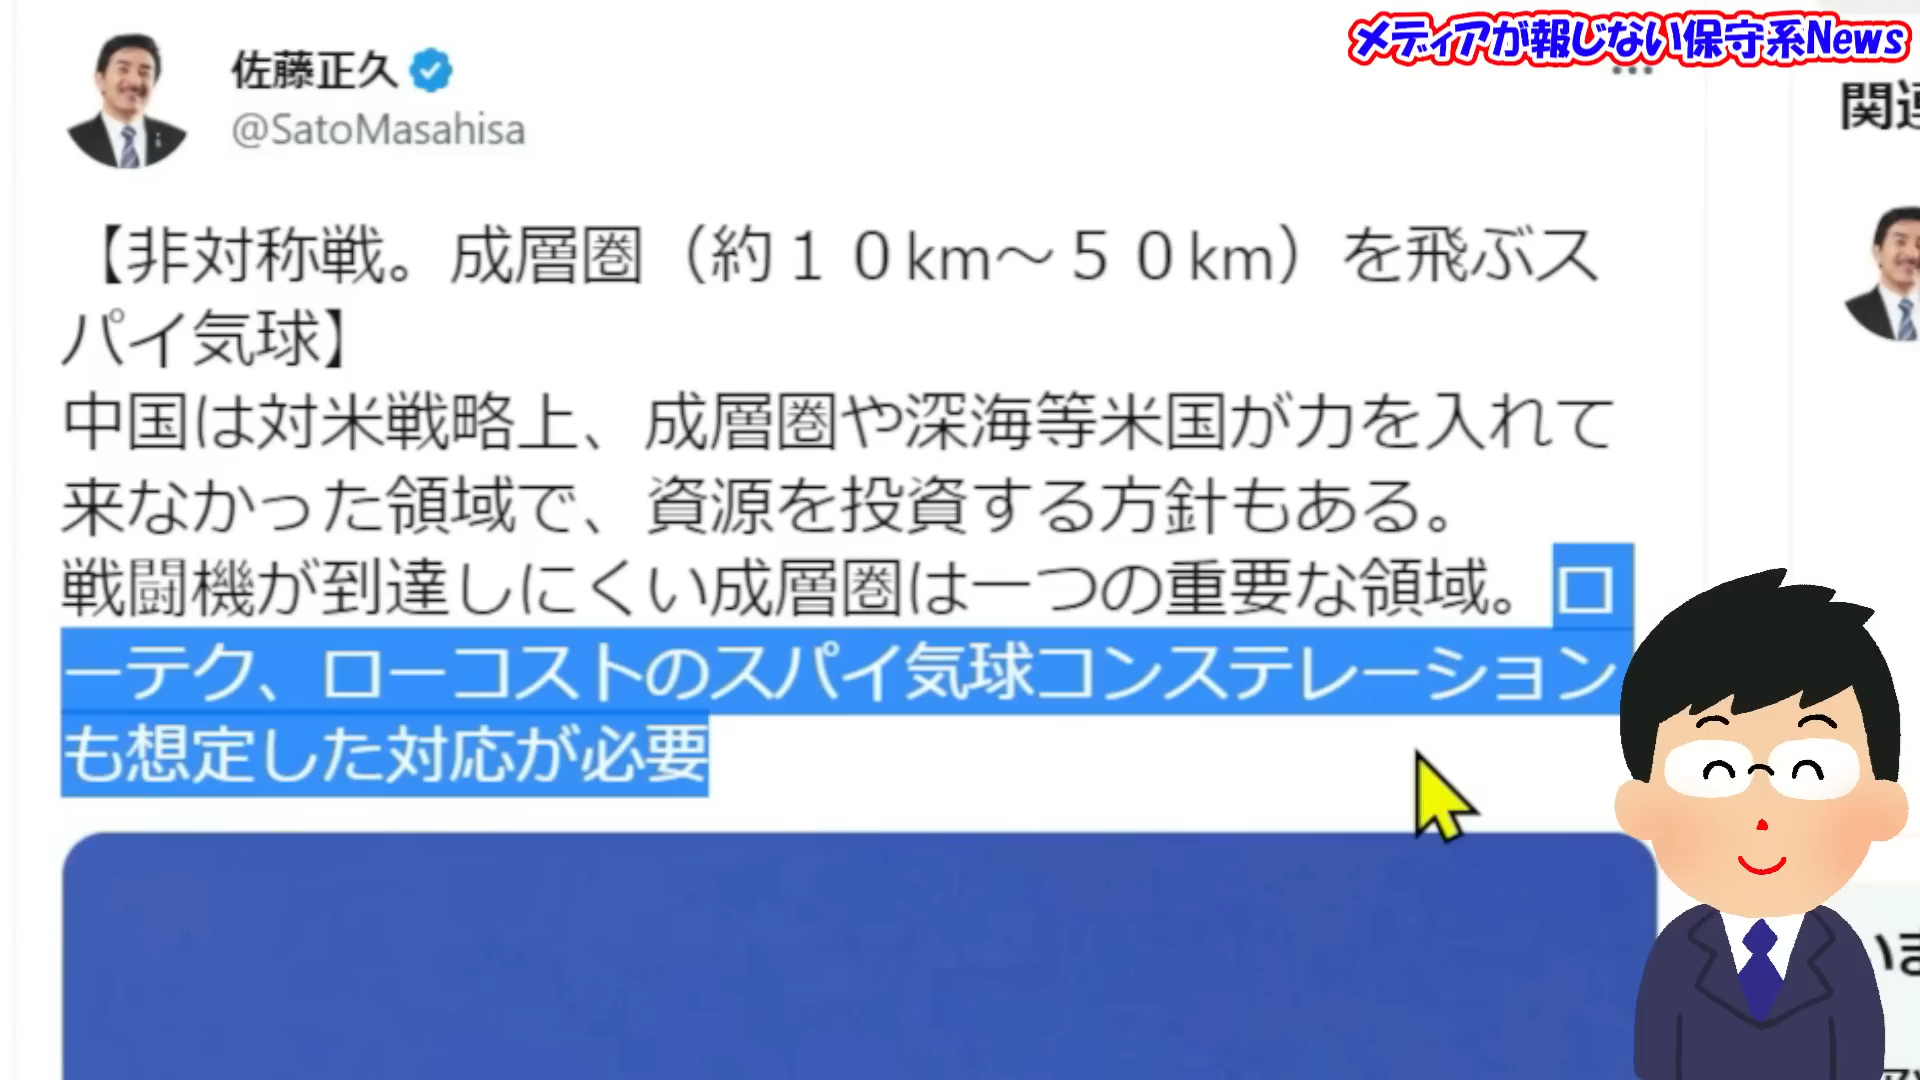 メディアが報じない保守系News
佐藤正久
@SatoMasahisa
【非対称戦。成層圏（約１０km～５０km）を飛ぶス
パイ気球】
中国は対米戦略上、成層圏や深海等米国が力を入れて
来なかった領域で、資源を投資する方針もある。
戦闘機が到達しにくい成層圏は一つの重要な領域。ロ
ーテク、ローコストのスパイ気球コンステレーション
も想定した対応が必要
関連